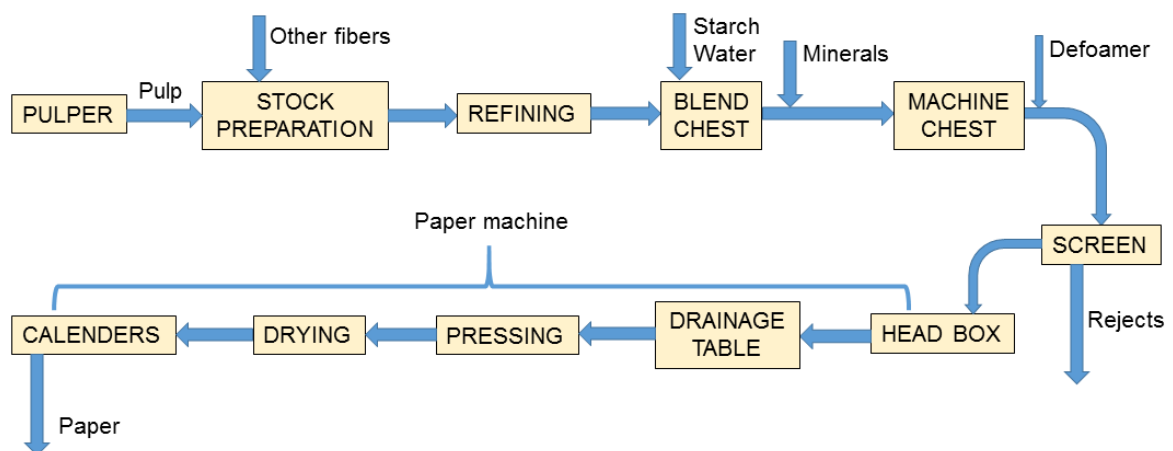 Other fibers
Starch
Water
Minerals
Defoamer
Pulp
PULPER
STOCK
PREPARATION
REFINING
BLEND
CHEST
MACHINE
CHEST
Paper machine
SCREEN
Rejects
CALENDERS
DRYING
PRESSING
DRAINAGE
TABLE
HEAD BOX
Paper